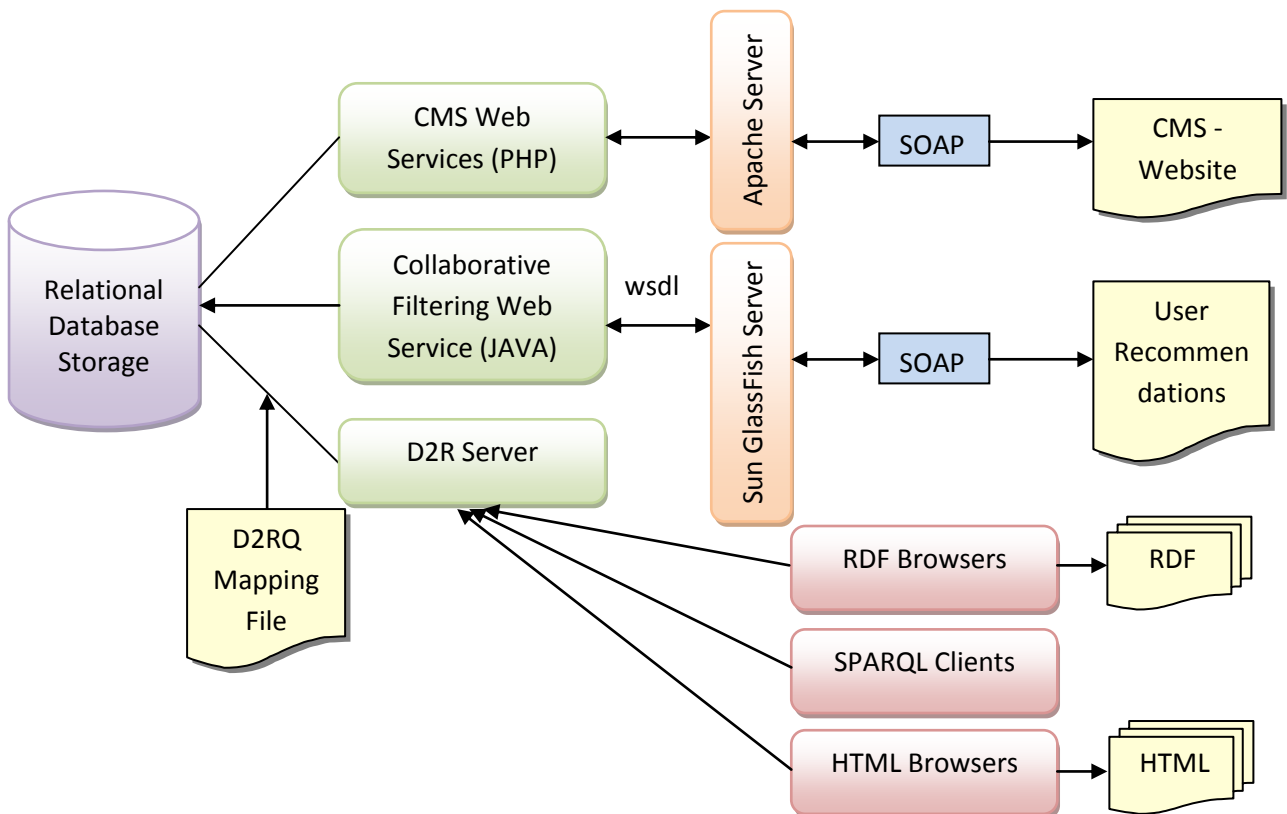 CMS Web
Services (PHP)
Apache Server
SOAP
CMS -
Website
Relational
Database
Storage
Collaborative
Filtering Web
Service (JAVA)
wsdl
Sun GlassFish Server
SOAP
User
Recommen
dations
D2R Server
D2RQ
Mapping
File
RDF Browsers
RDF
SPARQL Clients
HTML Browsers
HTML